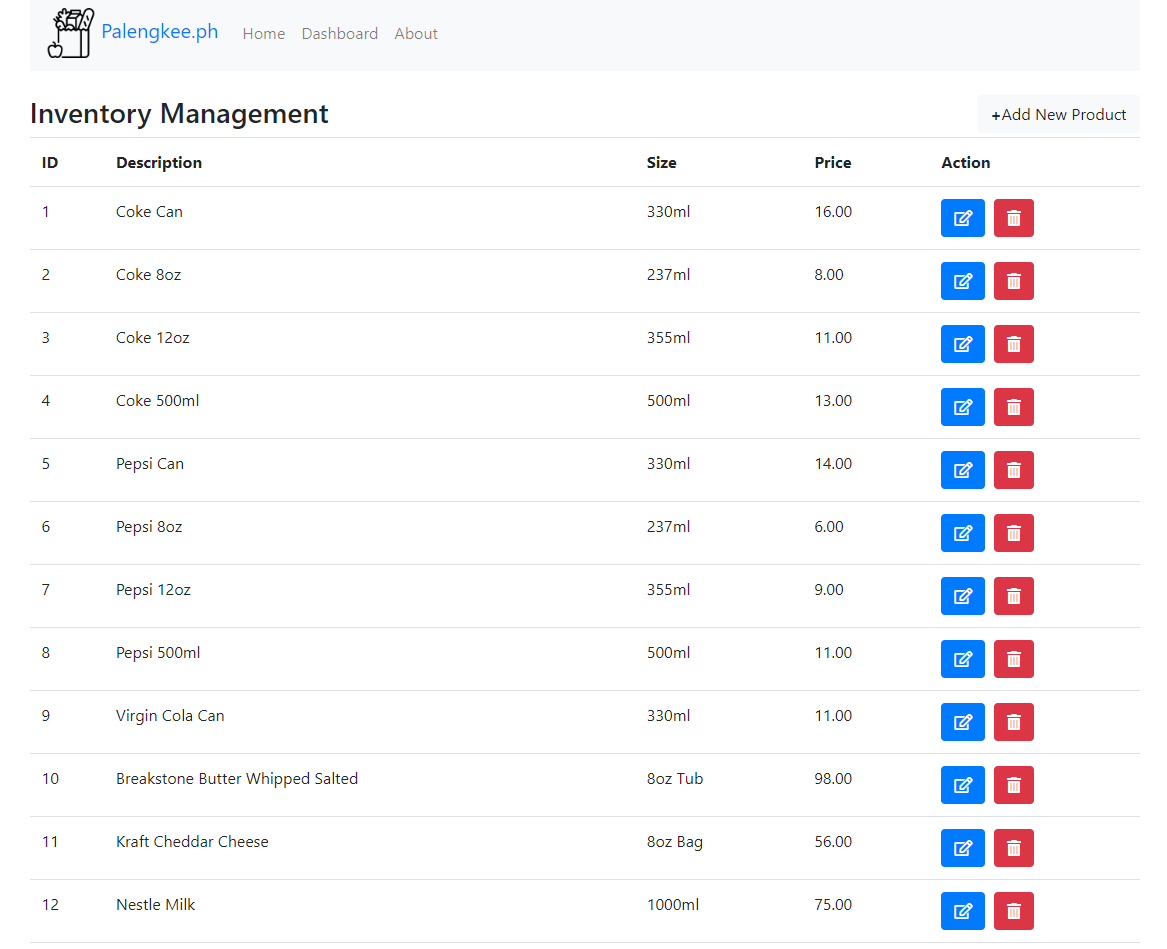 Palengkee.ph Home Dashboard About
Inventory Management +Add New Product
ID Description Size Price Action
1 Coke Can 330ml 16.00
2 Coke 8oz 237ml 8.00
3 Coke 12oz 355ml 11.00
4 Coke 500ml 500ml 13.00
5 Pepsi Can 330ml 14.00
6 Pepsi 8oz 237ml 6.00
7 Pepsi 12oz 355ml 9.00
8 Pepsi 500ml 500ml 11.00
9 Virgin Cola Can 330ml 11.00
10 Breakstone Butter Whipped Salted 8oz Tub 98.00
11 Kraft Cheddar Cheese 8oz Bag 56.00
12 Nestle Milk 1000ml 75.00